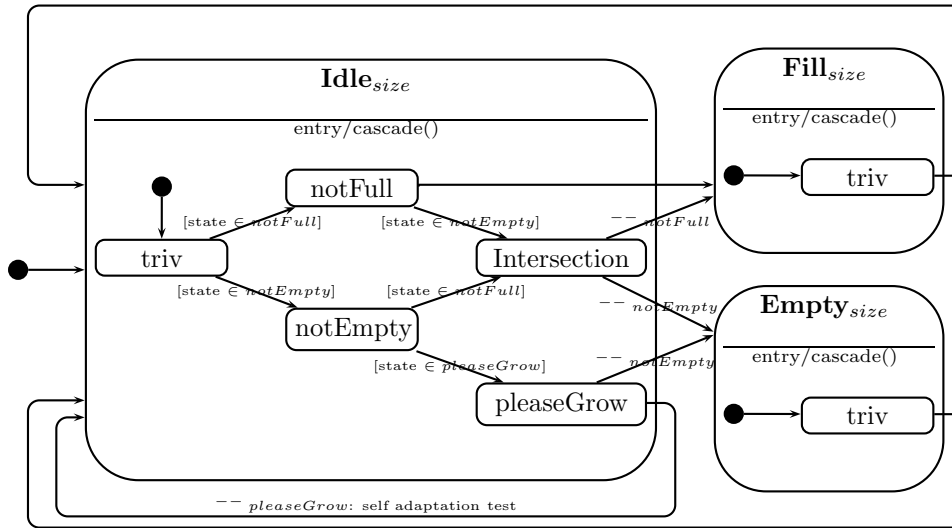 Idle_size
entry/cascade()
notFull
[state ∈ notFull]
[state ∈ notEmpty]
triv
Intersection
[state ∈ notEmpty]
[state ∈ notFull]
notEmpty
[state ∈ pleaseGrow]
pleaseGrow
−− notFull
−− notEmpty
−− notEmpty
−− pleaseGrow: self adaptation test
Fill_size
entry/cascade()
triv
Empty_size
entry/cascade()
triv